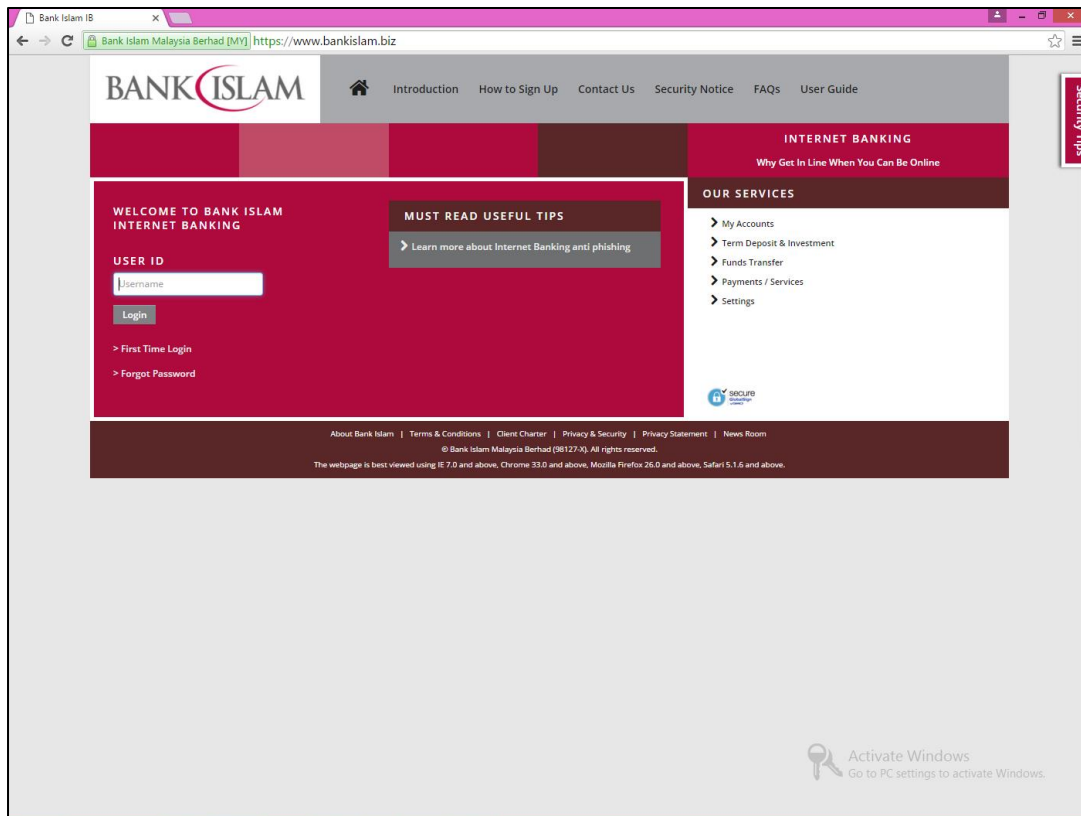 Bank Islam IB
Bank Islam Malaysia Berhad [MY] https://www.bankislam.biz
BANK ISLAM
Introduction How to Sign Up Contact Us Security Notice FAQs User Guide
Security Tips
INTERNET BANKING
Why Get In Line When You Can Be Online
WELCOME TO BANK ISLAM
INTERNET BANKING
USER ID
Username
Login
> First Time Login
> Forgot Password
MUST READ USEFUL TIPS
Learn more about Internet Banking anti phishing
OUR SERVICES
My Accounts
Term Deposit & Investment
Funds Transfer
Payments / Services
Settings
secure
GlobalSign
About Bank Islam | Terms & Conditions | Client Charter | Privacy & Security | Privacy Statement | News Room
© Bank Islam Malaysia Berhad (98127-X). All rights reserved.
The webpage is best viewed using IE 7.0 and above, Chrome 33.0 and above, Mozilla Firefox 26.0 and above, Safari 5.1.6 and above.
Activate Windows
Go to PC settings to activate Windows.